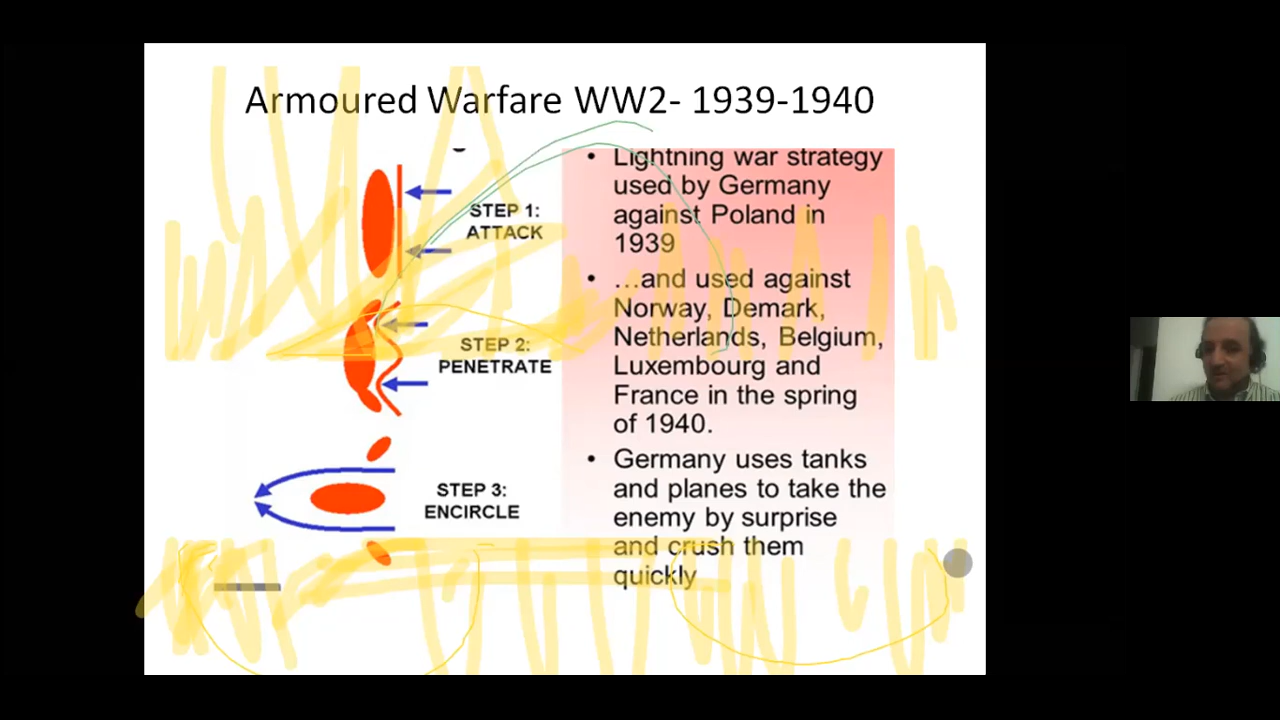 Armoured Warfare WW2- 1939-1940
STEP 1:
ATTACK
STEP 2:
PENETRATE
STEP 3:
ENCIRCLE
• Lightning war strategy
used by Germany
against Poland in
1939
• …and used against
Norway, Demark,
Netherlands, Belgium,
Luxembourg and
France in the spring
of 1940.
• Germany uses tanks
and planes to take the
enemy by surprise
and crush them
quickly